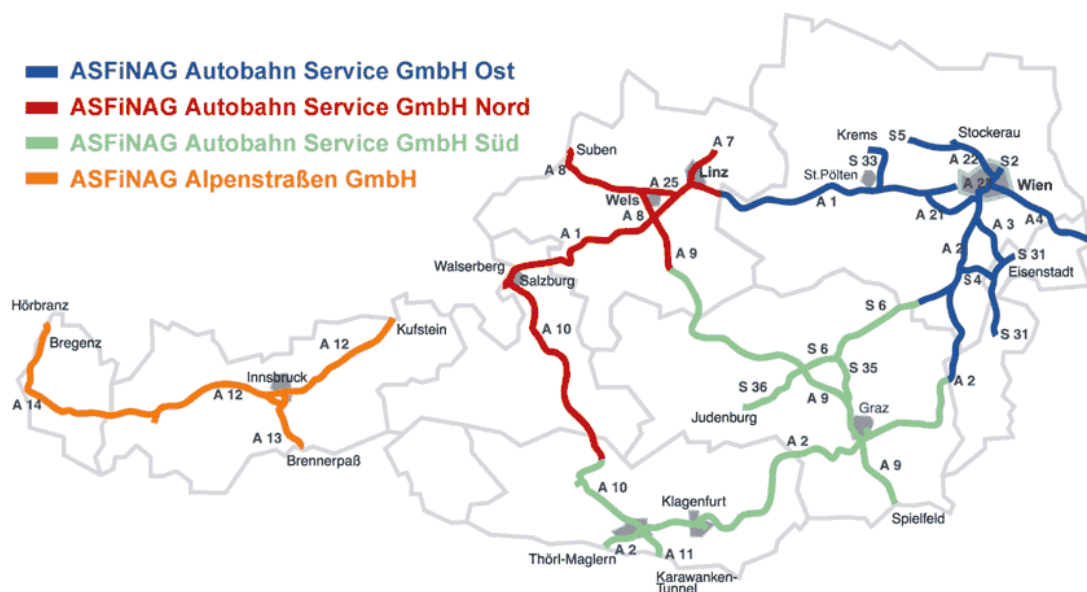 ASFiNAG Autobahn Service GmbH Ost
ASFiNAG Autobahn Service GmbH Nord
ASFiNAG Autobahn Service GmbH Süd
ASFiNAG Alpenstraßen GmbH
Suben
A 8
A 7
Linz
A 25
Wels
A 8
A 1
A 9
Walserberg
Salzburg
A 10
Krems
S5
Stockerau
S 33
A 22
S2
St.Pölten
A 23
Wien
A 1
A 21
A 3
A4
A 2
S 31
S 4
Eisenstadt
S 31
Hörbranz
Bregenz
A 14
A 12
Innsbruck
A 12
Kufstein
A 13
Brennerpaß
S 6
S 6
S 35
S 36
A 9
Judenburg
Graz
A 2
A 2
A 9
Spielfeld
A 10
Klagenfurt
Thörl-Maglern
A 2
A 11
Karawanken-
Tunnel